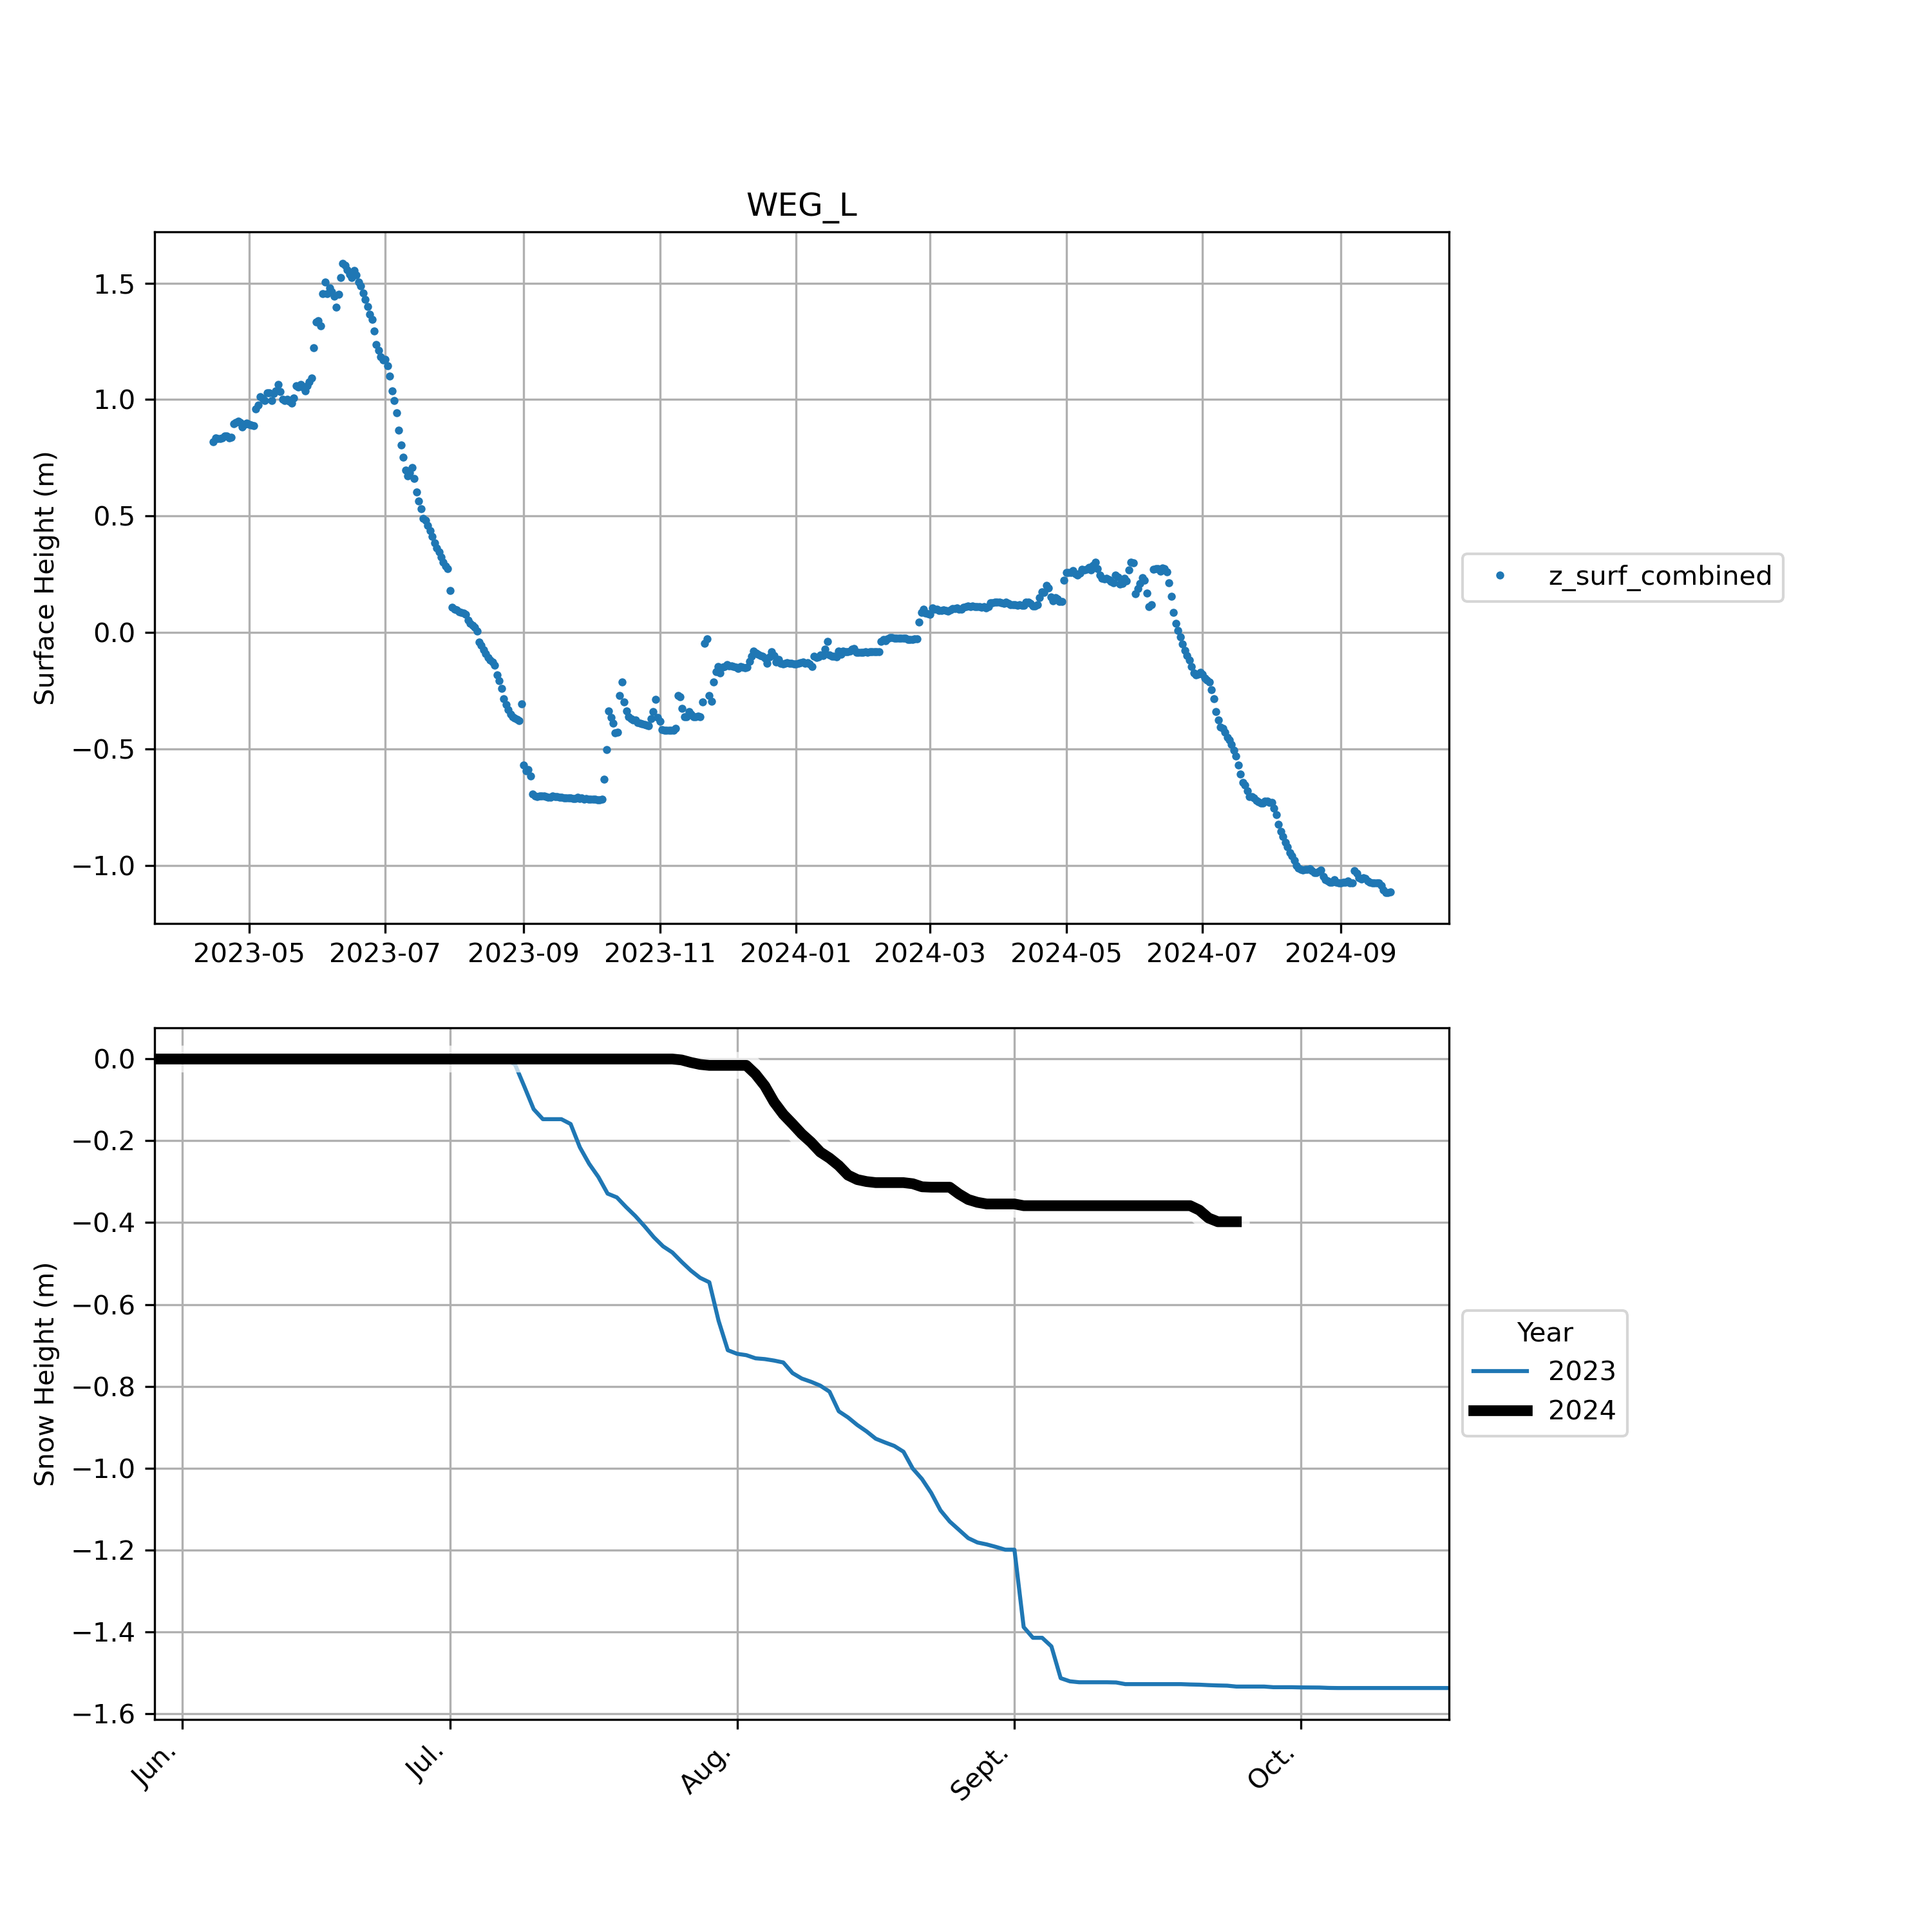 WEG_L
Surface Height (m)
1.5
1.0
0.5
0.0
−0.5
−1.0
2023-05 2023-07 2023-09 2023-11 2024-01 2024-03 2024-05 2024-07 2024-09
z_surf_combined
Snow Height (m)
0.0
−0.2
−0.4
−0.6
−0.8
−1.0
−1.2
−1.4
−1.6
Jun. Jul. Aug. Sept. Oct.
Year
2023
2024